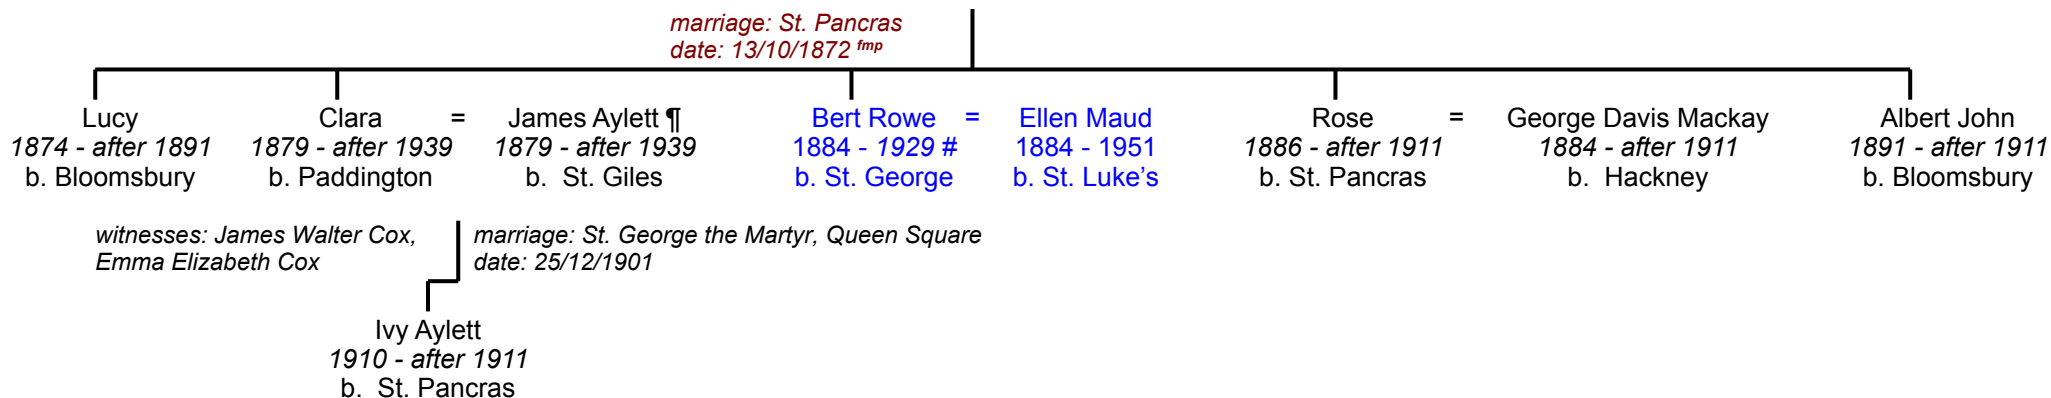 marriage: St. Pancras
date: 13/10/1872 fmp
Lucy
1874 - after 1891
b. Bloomsbury
Clara
1879 - after 1939
b. Paddington
=
James Aylett ¶
1879 - after 1939
b. St. Giles
Bert Rowe
1884 - 1929 #
b. St. George
=
Ellen Maud
1884 - 1951
b. St. Luke’s
Rose
1886 - after 1911
b. St. Pancras
=
George Davis Mackay
1884 - after 1911
b. Hackney
Albert John
1891 - after 1911
b. Bloomsbury
witnesses: James Walter Cox,
Emma Elizabeth Cox
marriage: St. George the Martyr, Queen Square
date: 25/12/1901
Ivy Aylett
1910 - after 1911
b. St. Pancras